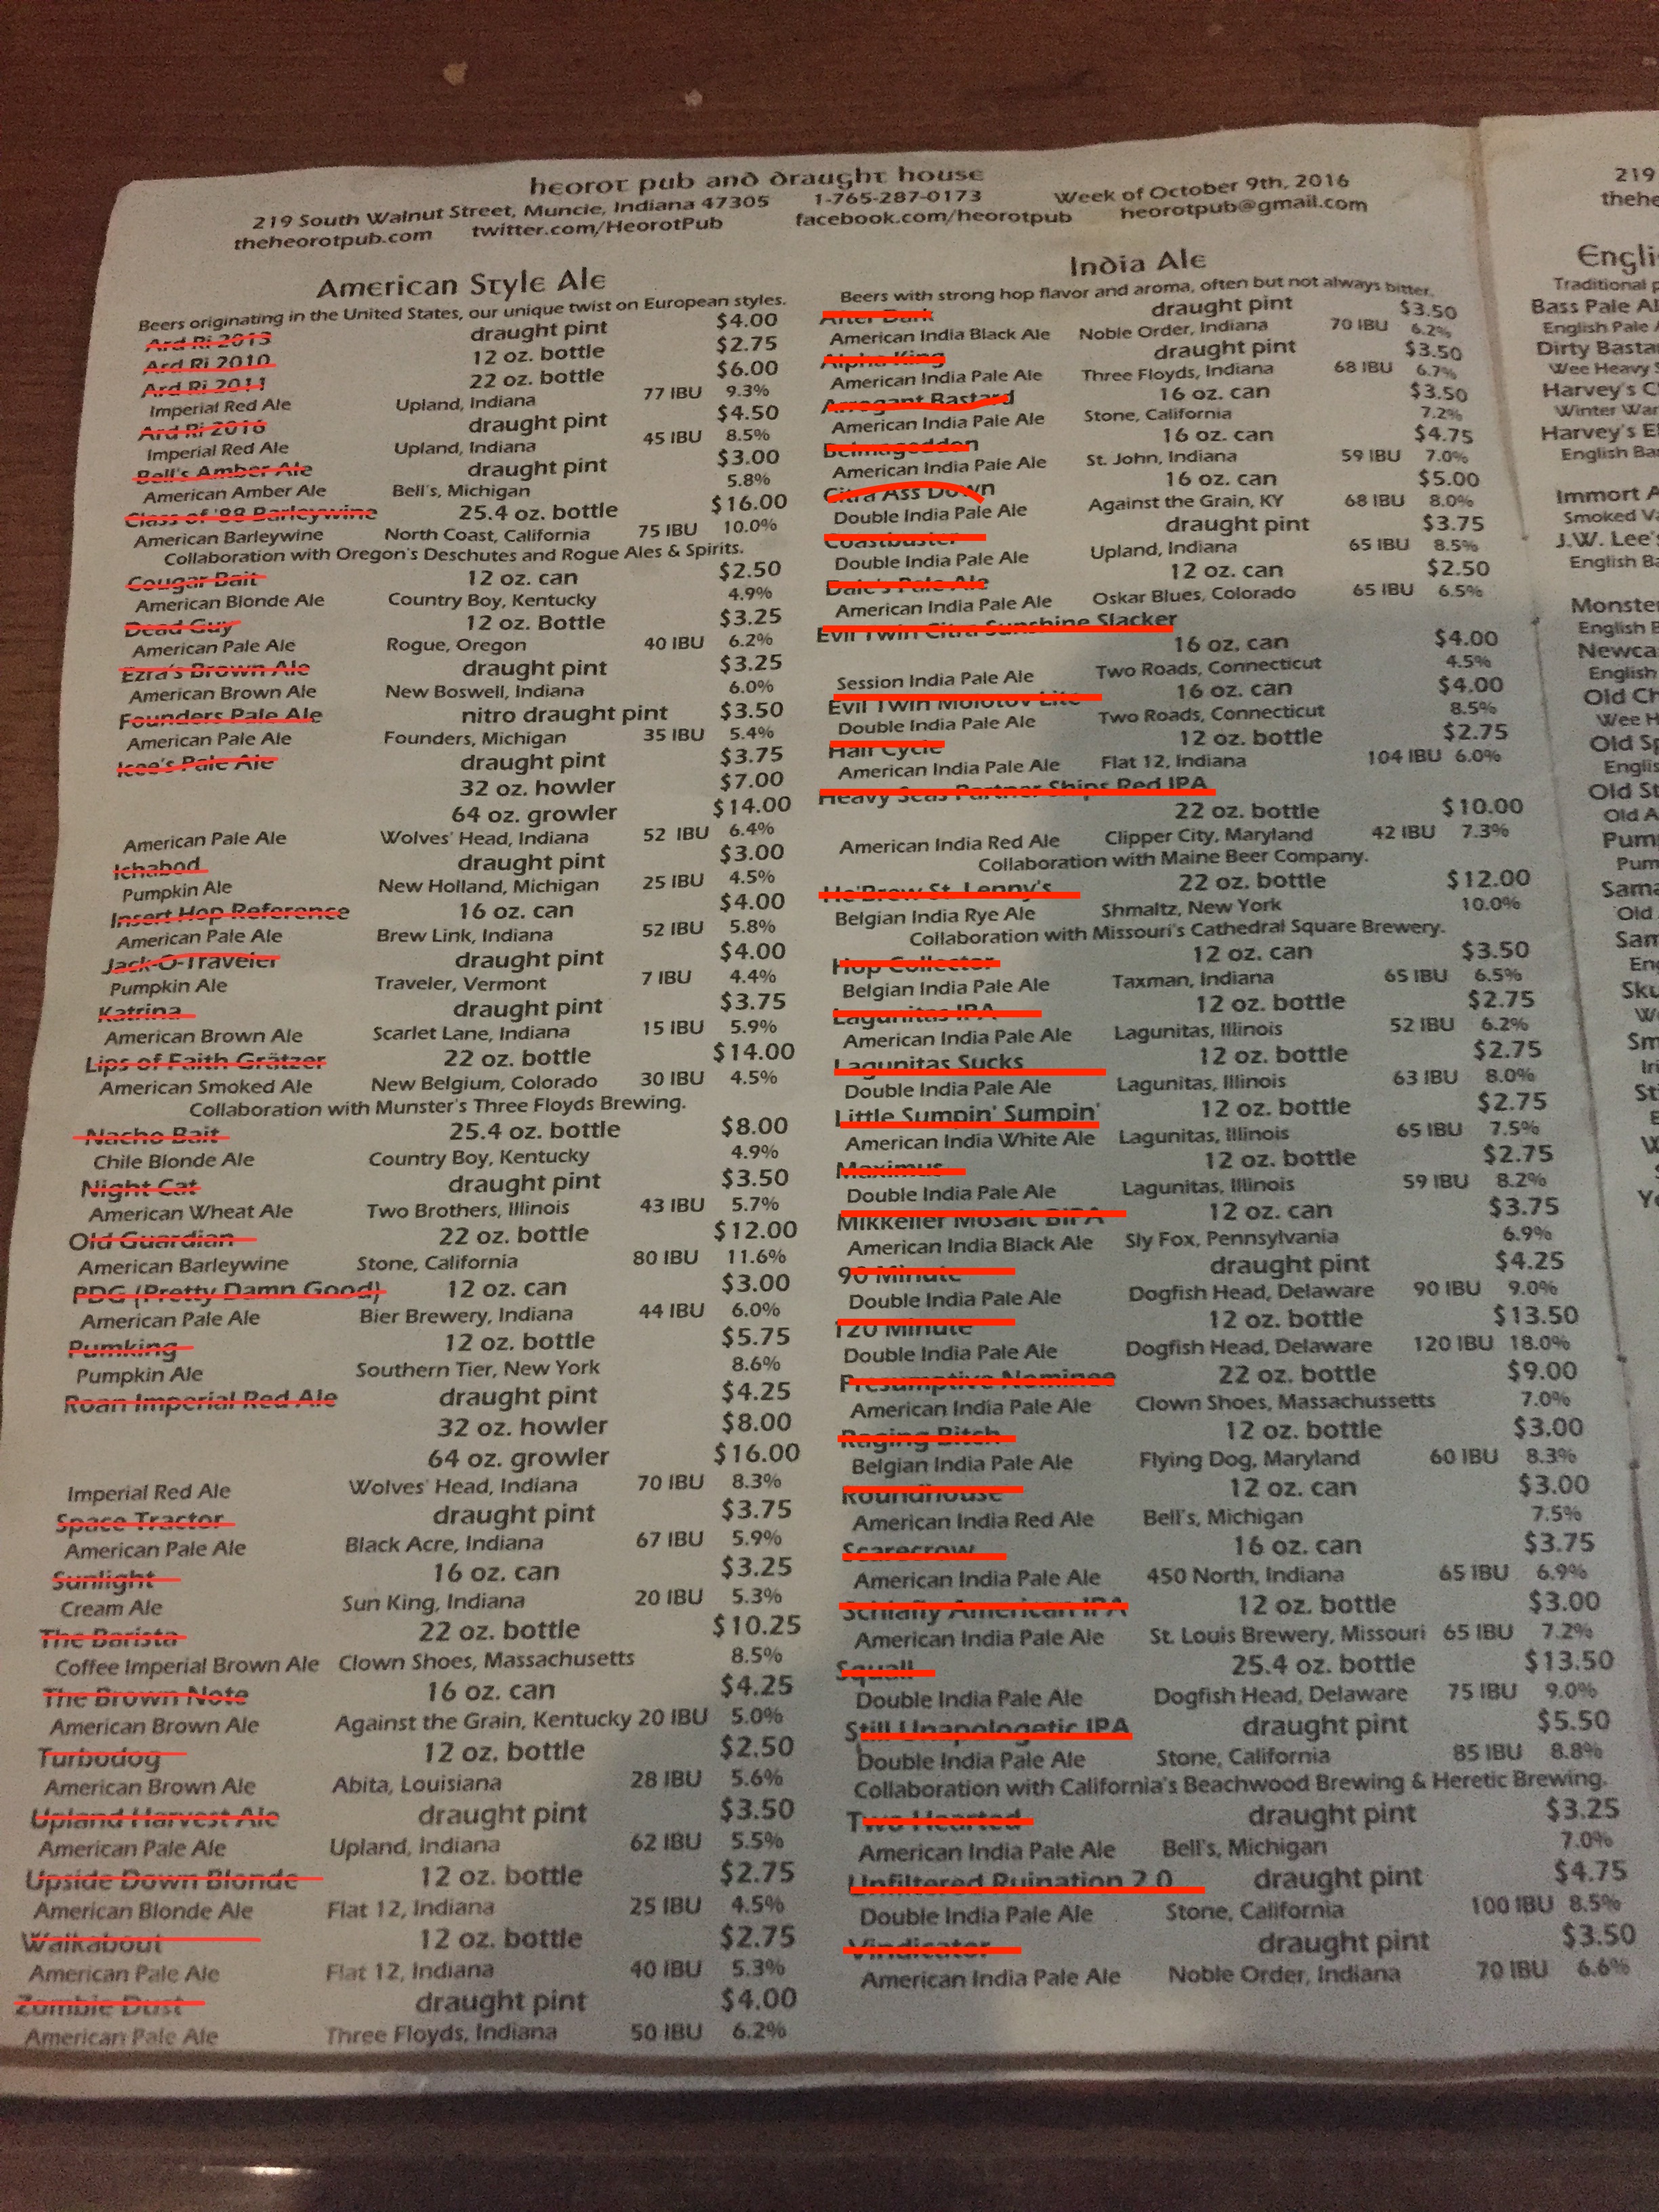 heorot pub and draught house
219 South Walnut Street, Muncie, Indiana 47305 1-765-287-0173 Week of October 9th, 2016
theheorotpub.com twitter.com/HeorotPub facebook.com/heorotpub heorotpub@gmail.com
American Style Ale
Beers originating in the United States, our unique twist on European styles.
Ard Ri 2013 draught pint $4.00
Ard Ri 2010 12 oz. bottle $2.75
Ard Ri 2011 22 oz. bottle $6.00
Imperial Red Ale Upland, Indiana 77 IBU 9.3%
Ard Ri 2016 draught pint $4.50
Imperial Red Ale Upland, Indiana 45 IBU 8.5%
Bell's Amber Ale draught pint $3.00
American Amber Ale Bell's, Michigan 5.8%
Class of '88 Barleywine 25.4 oz. bottle $16.00
American Barleywine North Coast, California 75 IBU 10.0%
Collaboration with Oregon's Deschutes and Rogue Ales & Spirits.
Cougar Bait 12 oz. can $2.50
American Blonde Ale Country Boy, Kentucky 4.9%
Dead Guy 12 oz. Bottle $3.25
American Pale Ale Rogue, Oregon 40 IBU 6.2%
Ezra's Brown Ale draught pint $3.25
American Brown Ale New Boswell, Indiana 6.0%
Founders Pale Ale nitro draught pint $3.50
American Pale Ale Founders, Michigan 35 IBU 5.4%
Pale Ale draught pint $3.75
32 oz. howler $7.00
64 oz. growler $14.00
American Pale Ale Wolves' Head, Indiana 52 IBU 6.4%
Ichabod draught pint $3.00
Pumpkin Ale New Holland, Michigan 25 IBU 4.5%
Insert Hop Reference 16 oz. can $4.00
American Pale Ale Brew Link, Indiana 52 IBU 5.8%
Jack-O-Traveler draught pint $4.00
Pumpkin Ale Traveler, Vermont 7 IBU 4.4%
Katrina draught pint $3.75
American Brown Ale Scarlet Lane, Indiana 15 IBU 5.9%
Lips of Faith Grätzer 22 oz. bottle $14.00
American Smoked Ale New Belgium, Colorado 30 IBU 4.5%
Collaboration with Munster's Three Floyds Brewing.
Nacho Bait 25.4 oz. bottle $8.00
Chile Blonde Ale Country Boy, Kentucky 4.9%
Night Cat draught pint $3.50
American Wheat Ale Two Brothers, Illinois 43 IBU 5.7%
Old Guardian 22 oz. bottle $12.00
American Barleywine Stone, California 80 IBU 11.6%
PDG (Pretty Damn Good) 12 oz. can $3.00
American Pale Ale Bier Brewery, Indiana 44 IBU 6.0%
Pumking 12 oz. bottle $5.75
Pumpkin Ale Southern Tier, New York 8.6%
Roan Imperial Red Ale draught pint $4.25
32 oz. howler $8.00
64 oz. growler $16.00
Imperial Red Ale Wolves' Head, Indiana 70 IBU 8.3%
Space Tractor draught pint $3.75
American Pale Ale Black Acre, Indiana 67 IBU 5.9%
Sunlight 16 oz. can $3.25
Cream Ale Sun King, Indiana 20 IBU 5.3%
The Barista 22 oz. bottle $10.25
Coffee Imperial Brown Ale Clown Shoes, Massachusetts 8.5%
The Brown Note 16 oz. can $4.25
American Brown Ale Against the Grain, Kentucky 20 IBU 5.0%
Turbodog 12 oz. bottle $2.50
American Brown Ale Abita, Louisiana 28 IBU 5.6%
Upland Harvest Ale draught pint $3.50
American Pale Ale Upland, Indiana 62 IBU 5.5%
Upside Down Blonde 12 oz. bottle $2.75
American Blonde Ale Flat 12, Indiana 25 IBU 4.5%
Walkabout 12 oz. bottle $2.75
American Pale Ale Flat 12, Indiana 40 IBU 5.3%
Zombie Dust draught pint $4.00
American Pale Ale Three Floyds, Indiana 50 IBU 6.2%
India Ale
Beers with strong hop flavor and aroma, often but not always bitter.
After Dark draught pint $3.50
American India Black Ale Noble Order, Indiana 70 IBU 6.2%
Alpha King draught pint $3.50
American India Pale Ale Three Floyds, Indiana 68 IBU 6.7%
Arrogant Bastard 16 oz. can $3.50
American India Pale Ale Stone, California 7.2%
Belmageddon 16 oz. can $4.75
American India Pale Ale St. John, Indiana 59 IBU 7.0%
Citra Ass Down 16 oz. can $5.00
Double India Pale Ale Against the Grain, KY 68 IBU 8.0%
Coastbuster draught pint $3.75
Double India Pale Ale Upland, Indiana 65 IBU 8.5%
Dale's Pale Ale 12 oz. can $2.50
American India Pale Ale Oskar Blues, Colorado 65 IBU 6.5%
Evil Twin Citra Sunshine Slacker
16 oz. can $4.00
Session India Pale Ale Two Roads, Connecticut 4.5%
Evil Twin Molotov Lite 16 oz. can $4.00
Double India Pale Ale Two Roads, Connecticut 8.5%
Half Cycle 12 oz. bottle $2.75
American India Pale Ale Flat 12, Indiana 104 IBU 6.0%
Heavy Seas Partner Ships Red IPA
22 oz. bottle $10.00
American India Red Ale Clipper City, Maryland 42 IBU 7.3%
Collaboration with Maine Beer Company.
He'Brew St. Lenny's 22 oz. bottle $12.00
Belgian India Rye Ale Shmaltz, New York 10.0%
Collaboration with Missouri's Cathedral Square Brewery.
Hop Collector 12 oz. can $3.50
Belgian India Pale Ale Taxman, Indiana 65 IBU 6.5%
Lagunitas IPA 12 oz. bottle $2.75
American India Pale Ale Lagunitas, Illinois 52 IBU 6.2%
Lagunitas Sucks 12 oz. bottle $2.75
Double India Pale Ale Lagunitas, Illinois 63 IBU 8.0%
Little Sumpin' Sumpin' 12 oz. bottle $2.75
American India White Ale Lagunitas, Illinois 65 IBU 7.5%
Maximus 12 oz. bottle $2.75
Double India Pale Ale Lagunitas, Illinois 59 IBU 8.2%
Mikkeller Mosaic BIPA 12 oz. can $3.75
American India Black Ale Sly Fox, Pennsylvania 6.9%
90 Minute draught pint $4.25
Double India Pale Ale Dogfish Head, Delaware 90 IBU 9.0%
120 Minute 12 oz. bottle $13.50
Double India Pale Ale Dogfish Head, Delaware 120 IBU 18.0%
Presumptive Nominee 22 oz. bottle $9.00
American India Pale Ale Clown Shoes, Massachussetts 7.0%
Raging Bitch 12 oz. bottle $3.00
Belgian India Pale Ale Flying Dog, Maryland 60 IBU 8.3%
Roundhouse 12 oz. can $3.00
American India Red Ale Bell's, Michigan 7.5%
Scarecrow 16 oz. can $3.75
American India Pale Ale 450 North, Indiana 65 IBU 6.9%
Schlafly American IPA 12 oz. bottle $3.00
American India Pale Ale St. Louis Brewery, Missouri 65 IBU 7.2%
Squall 25.4 oz. bottle $13.50
Double India Pale Ale Dogfish Head, Delaware 75 IBU 9.0%
Still Unapologetic IPA draught pint $5.50
Double India Pale Ale Stone, California 85 IBU 8.8%
Collaboration with California's Beachwood Brewing & Heretic Brewing.
Two Hearted draught pint $3.25
American India Pale Ale Bell's, Michigan 7.0%
Unfiltered Ruination 2.0 draught pint $4.75
Double India Pale Ale Stone, California 100 IBU 8.5%
Vindicator draught pint $3.50
American India Pale Ale Noble Order, Indiana 70 IBU 6.6%
219
thehe
Engli
Traditional p
Bass Pale Al
English Pale
Dirty Basta
Wee Heavy S
Harvey's C
Winter War
Harvey's E
English Ba
Immort A
Smoked Va
J.W. Lee's
English Ba
Monste
English B
Newca
English
Old Ch
Wee H
Old Sp
Englis
Old St
Old A
Pum
Pum
Sama
Old
Sam
Eng
Sku
W
Sm
Iri
St